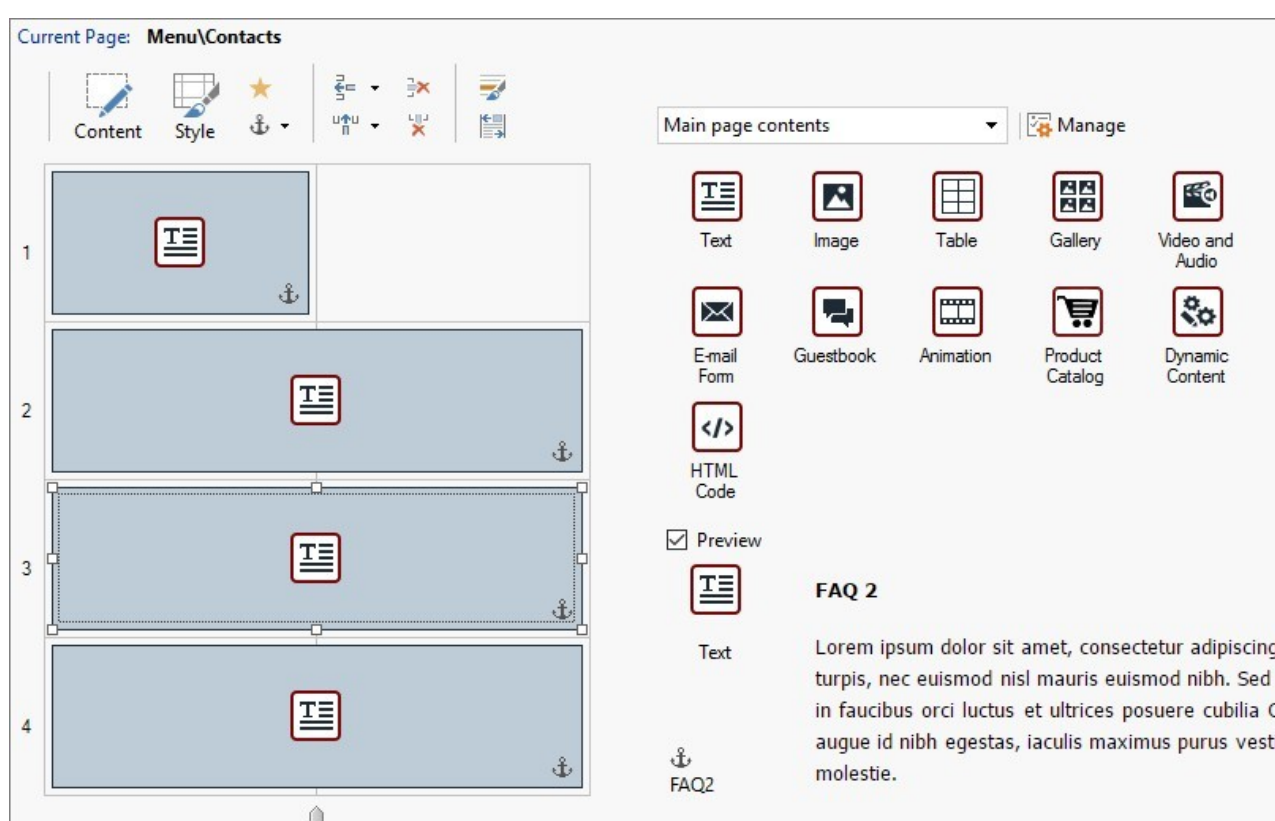 Current Page: Menu\Contacts
Content
Style
Main page contents
Manage
1
2
3
4
Text
Image
Table
Gallery
Video and
Audio
E-mail
Form
Guestbook
Animation
Product
Catalog
Dynamic
Content
HTML
Code
Preview
Text
FAQ2
FAQ 2
Lorem ipsum dolor sit amet, consectetur adipiscing
turpis, nec euismod nisl mauris euismod nibh. Sed
in faucibus orci luctus et ultrices posuere cubilia
augue id nibh egestas, iaculis maximus purus vest
molestie.